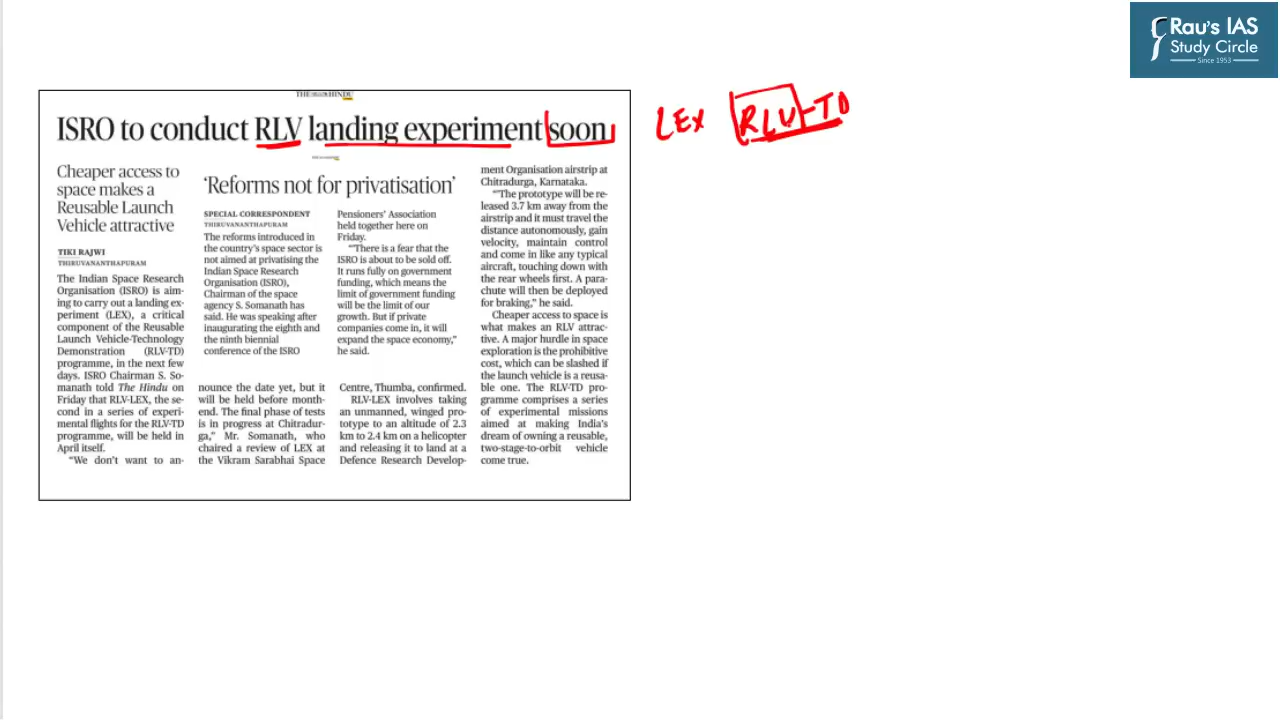 Rau's IAS
Study Circle
Since 1953
THE HINDU
ISRO to conduct RLV landing experiment soon
LEX RLV-TD
Cheaper access to
space makes a
Reusable Launch
Vehicle attractive
TIKI RAJWI
THIRUVANANTHAPURAM
The Indian Space Research
Organisation (ISRO) is aim-
ing to carry out a landing ex-
periment (LEX), a critical
component of the Reusable
Launch Vehicle-Technology
Demonstration (RLV-TD)
programme, in the next few
days. ISRO Chairman S. So-
manath told The Hindu on
Friday that RLV-LEX, the se-
cond in a series of experi-
mental flights for the RLV-TD
programme, will be held in
April itself.
“We don’t want to an-
nounce the date yet, but it
will be held before month-
end. The final phase of tests
is in progress at Chitradur-
ga,” Mr. Somanath, who
chaired a review of LEX at
the Vikram Sarabhai Space
Centre, Thumba, confirmed.
RLV-LEX involves taking
an unmanned, winged pro-
totype to an altitude of 2.3
km to 2.4 km on a helicopter
and releasing it to land at a
Defence Research Develop-
ment Organisation airstrip at
Chitradurga, Karnataka.
“The prototype will be re-
leased 3.7 km away from the
airstrip and it must travel the
distance autonomously, gain
velocity, maintain control
and come in like any typical
aircraft, touching down with
the rear wheels first. A para-
chute will then be deployed
for braking,” he said.
Cheaper access to space is
what makes an RLV attrac-
tive. A major hurdle in space
exploration is the prohibitive
cost, which can be slashed if
the launch vehicle is a reusa-
ble one. The RLV-TD pro-
gramme comprises a series
of experimental missions
aimed at making India’s
dream of owning a reusable,
two-stage-to-orbit vehicle
come true.
‘Reforms not for privatisation’
SPECIAL CORRESPONDENT
THIRUVANANTHAPURAM
The reforms introduced in
the country’s space sector is
not aimed at privatising the
Indian Space Research
Organisation (ISRO),
Chairman of the space
agency S. Somanath has
said. He was speaking after
inaugurating the eighth and
the ninth biennial
conference of the ISRO
Pensioners’ Association
held together here on
Friday.
“There is a fear that the
ISRO is about to be sold off.
It runs fully on government
funding, which means the
limit of government funding
will be the limit of our
growth. But if private
companies come in, it will
expand the space economy,”
he said.